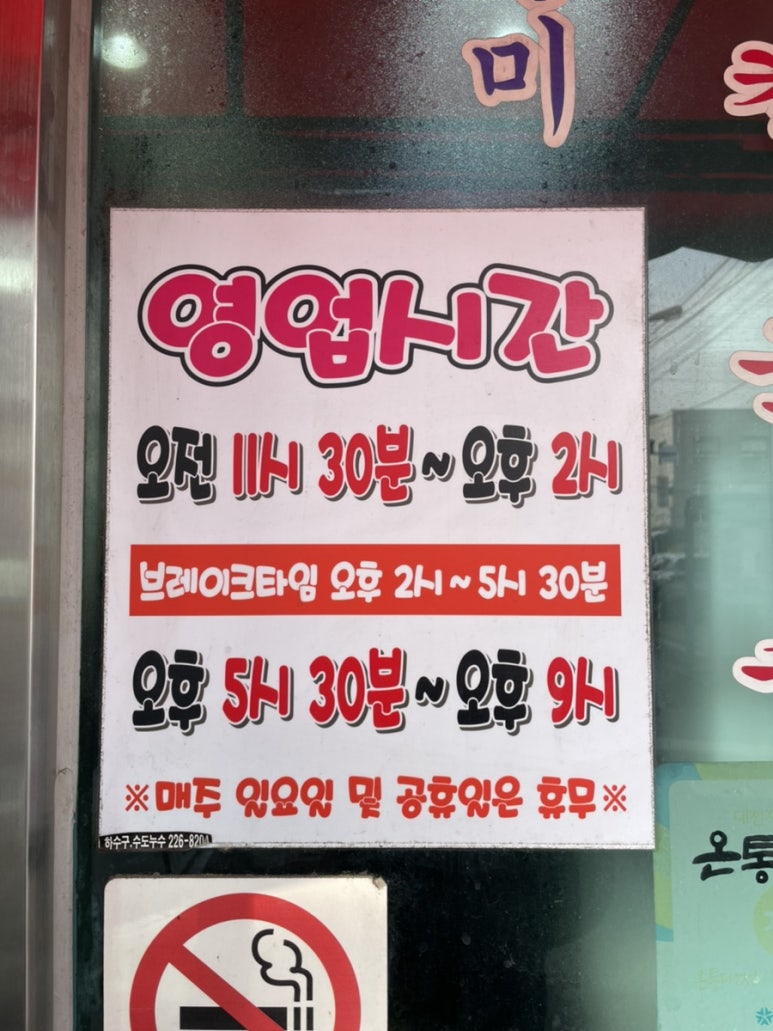 미
영업시간
오전 11시 30분 ~ 오후 2시
브레이크타임 오후 2시 ~ 5시 30분
오후 5시 30분 ~ 오후 9시
※매주 일요일 및 공휴일은 휴무※
하수구.수도누수 226-8204
온통